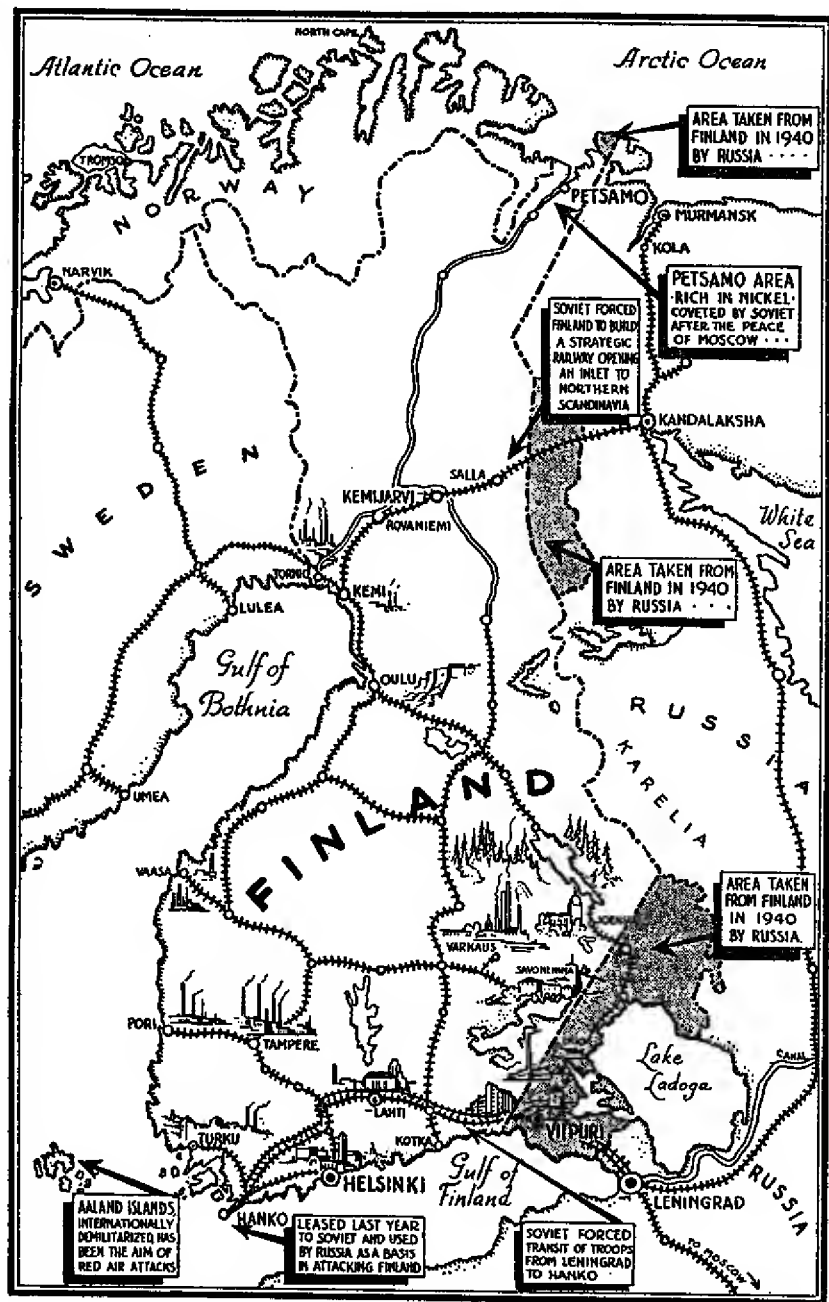 NORTH CAPE
Atlantic Ocean
Arctic Ocean
AREA TAKEN FROM
FINLAND IN 1940
BY RUSSIA ·····
TROMSO
NORWAY
PETSAMO
MURMANSK
KOLA
NARVIK
PETSAMO AREA
·RICH IN NICKEL·
COVETED BY SOVIET
AFTER THE PEACE
OF MOSCOW ···
SOVIET FORCED
FINLAND TO BUILD
A STRATEGIC
RAILWAY OPENING
AN INLET TO
NORTHERN
SCANDINAVIA
KANDALAKSHA
SWEDEN
SALLA
KEMIJARVI
ROVANIEMI
White
Sea
TORNIO
KEMI
AREA TAKEN FROM
FINLAND IN 1940
BY RUSSIA ····
LULEA
Gulf of
Bothnia
OULU
RUSSIA
KARELIA
UMEA
FINLAND
VAASA
AREA TAKEN
FROM FINLAND
IN 1940
BY RUSSIA.
VARKAUS
PORI
TAMPERE
Lake
Ladoga
CANAL
LAHTI
VIIPURI
TURKU
KOTKA
Gulf of
Finland
HELSINKI
LENINGRAD
RUSSIA
HANKO
AALAND ISLANDS,
INTERNATIONALLY
DEMILITARIZED, HAS
BEEN THE AIM OF
RED AIR ATTACKS
LEASED LAST YEAR
TO SOVIET AND USED
BY RUSSIA AS A BASIS
IN ATTACKING FINLAND
SOVIET FORCED
TRANSIT OF TROOPS
FROM LENINGRAD
TO HANKO ·
TO MOSCOW